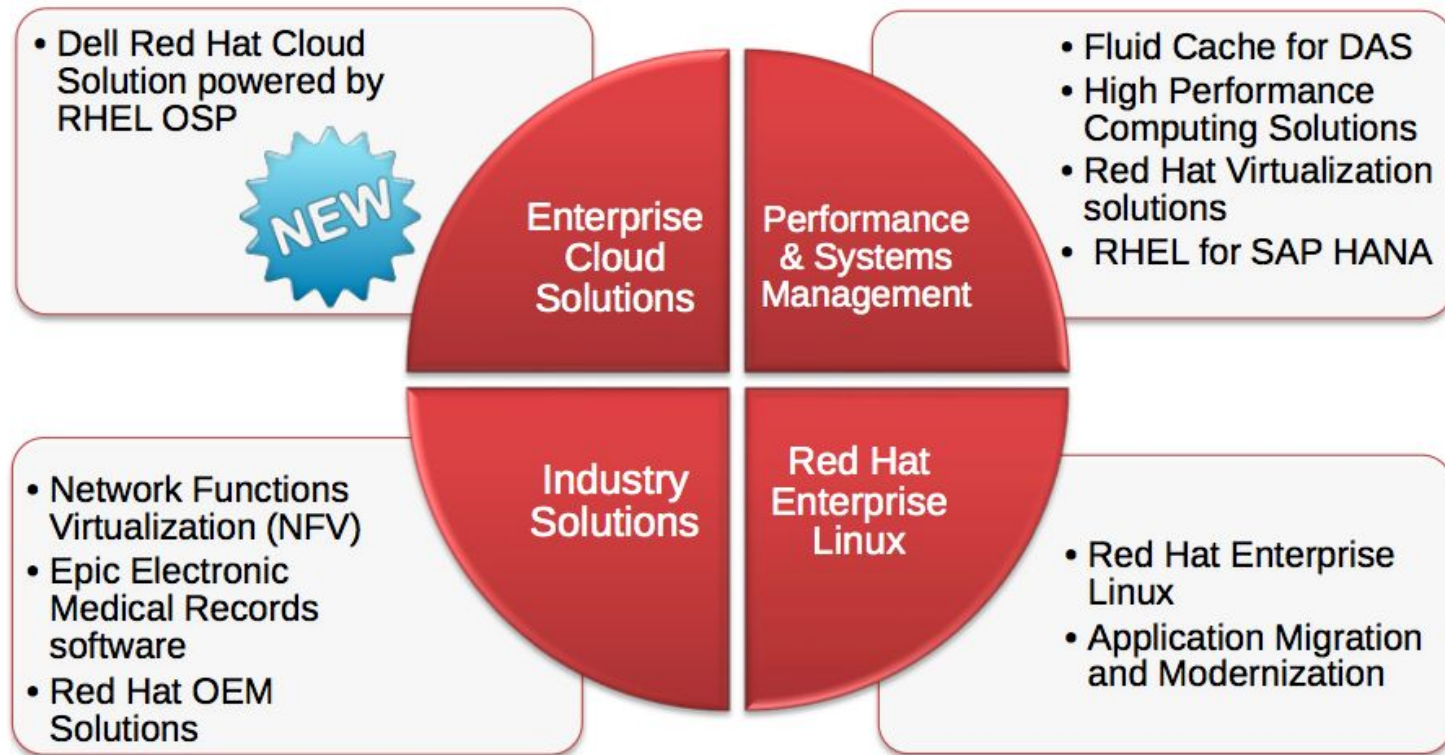 • Dell Red Hat Cloud
Solution powered by
RHEL OSP
NEW
Enterprise
Cloud
Solutions
Performance
& Systems
Management
• Fluid Cache for DAS
• High Performance
Computing Solutions
• Red Hat Virtualization
solutions
• RHEL for SAP HANA
• Network Functions
Virtualization (NFV)
• Epic Electronic
Medical Records
software
• Red Hat OEM
Solutions
Industry
Solutions
Red Hat
Enterprise
Linux
• Red Hat Enterprise
Linux
• Application Migration
and Modernization